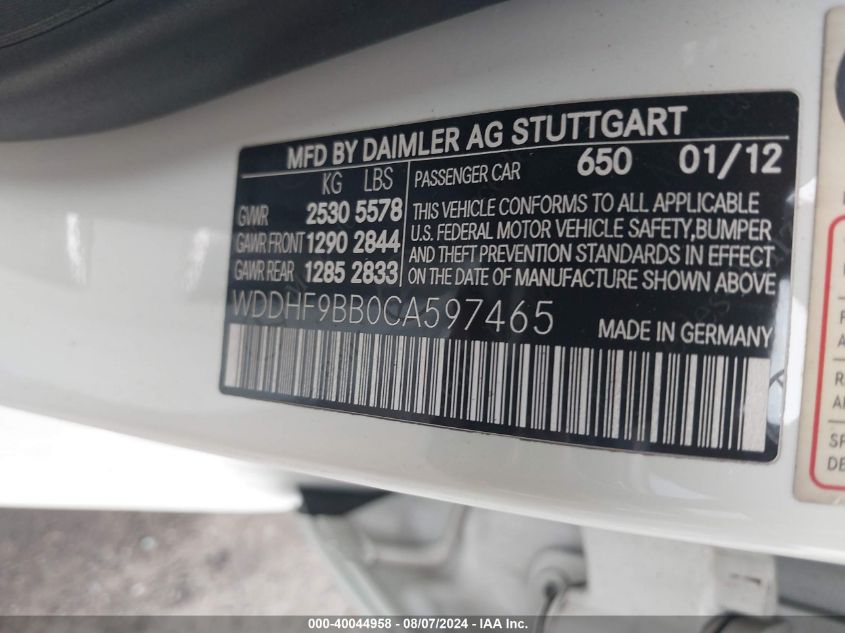 MFD BY DAIMLER AG STUTTGART
KG LBS
GVWR 2530 5578
GAWR FRONT 1290 2844
GAWR REAR 1285 2833
PASSENGER CAR 650 01/12
THIS VEHICLE CONFORMS TO ALL APPLICABLE
U.S. FEDERAL MOTOR VEHICLE SAFETY,BUMPER
AND THEFT PREVENTION STANDARDS IN EFFECT
ON THE DATE OF MANUFACTURE SHOWN ABOVE
WDDHF9BB0CA597465
MADE IN GERMANY
000-40044958 - 08/07/2024 - IAA Inc.